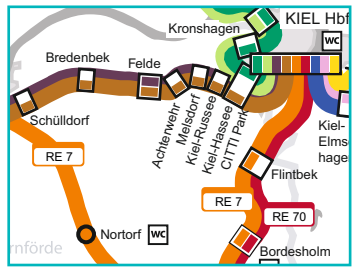 Kronshagen
KIEL Hbf
WC
Bredenbek
Felde
Achterwehr
Melsdorf
Kiel-Russee
Kiel-Hassee
CITTI Park
Schülldorf
Kiel-
Elmsc
hagen
RE 7
Flintbek
RE 7
RE 70
Nortorf
WC
Bordesholm
rnförde